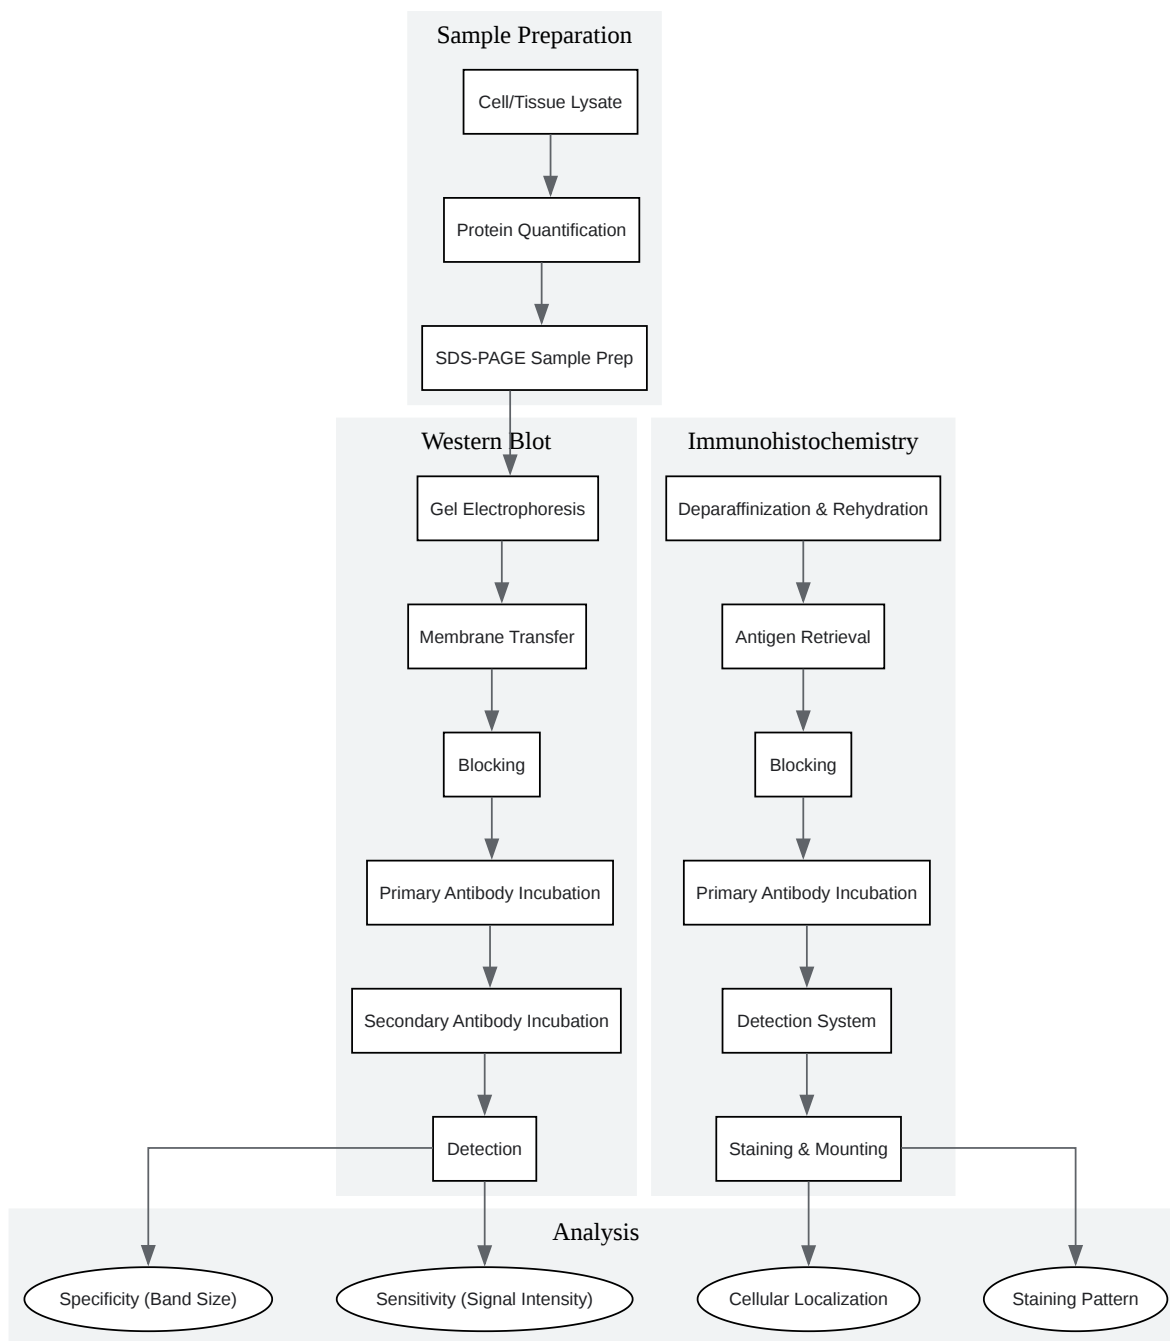 Sample Preparation
Cell/Tissue Lysate
Protein Quantification
SDS-PAGE Sample Prep
Western Blot
Gel Electrophoresis
Membrane Transfer
Blocking
Primary Antibody Incubation
Secondary Antibody Incubation
Detection
Immunohistochemistry
Deparaffinization & Rehydration
Antigen Retrieval
Blocking
Primary Antibody Incubation
Detection System
Staining & Mounting
Analysis
Specificity (Band Size)
Sensitivity (Signal Intensity)
Cellular Localization
Staining Pattern